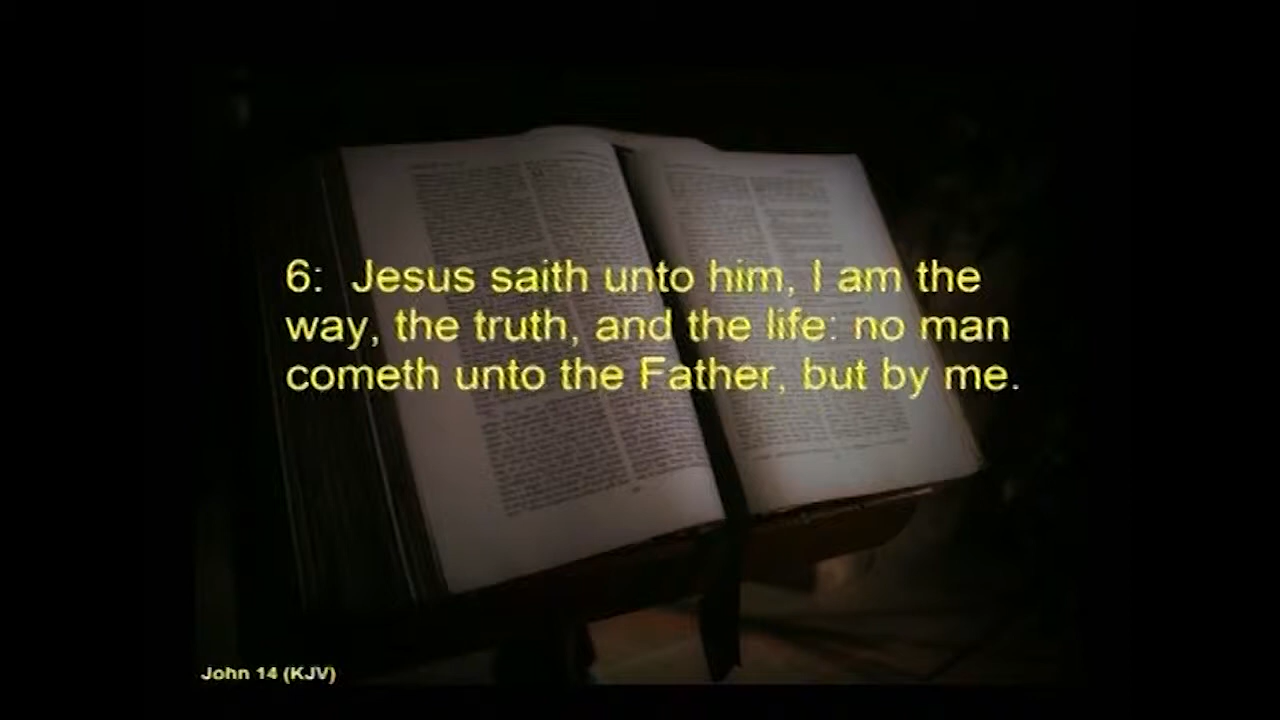 6:  Jesus saith unto him, I am the
way, the truth, and the life: no man
cometh unto the Father, but by me.
John 14 (KJV)